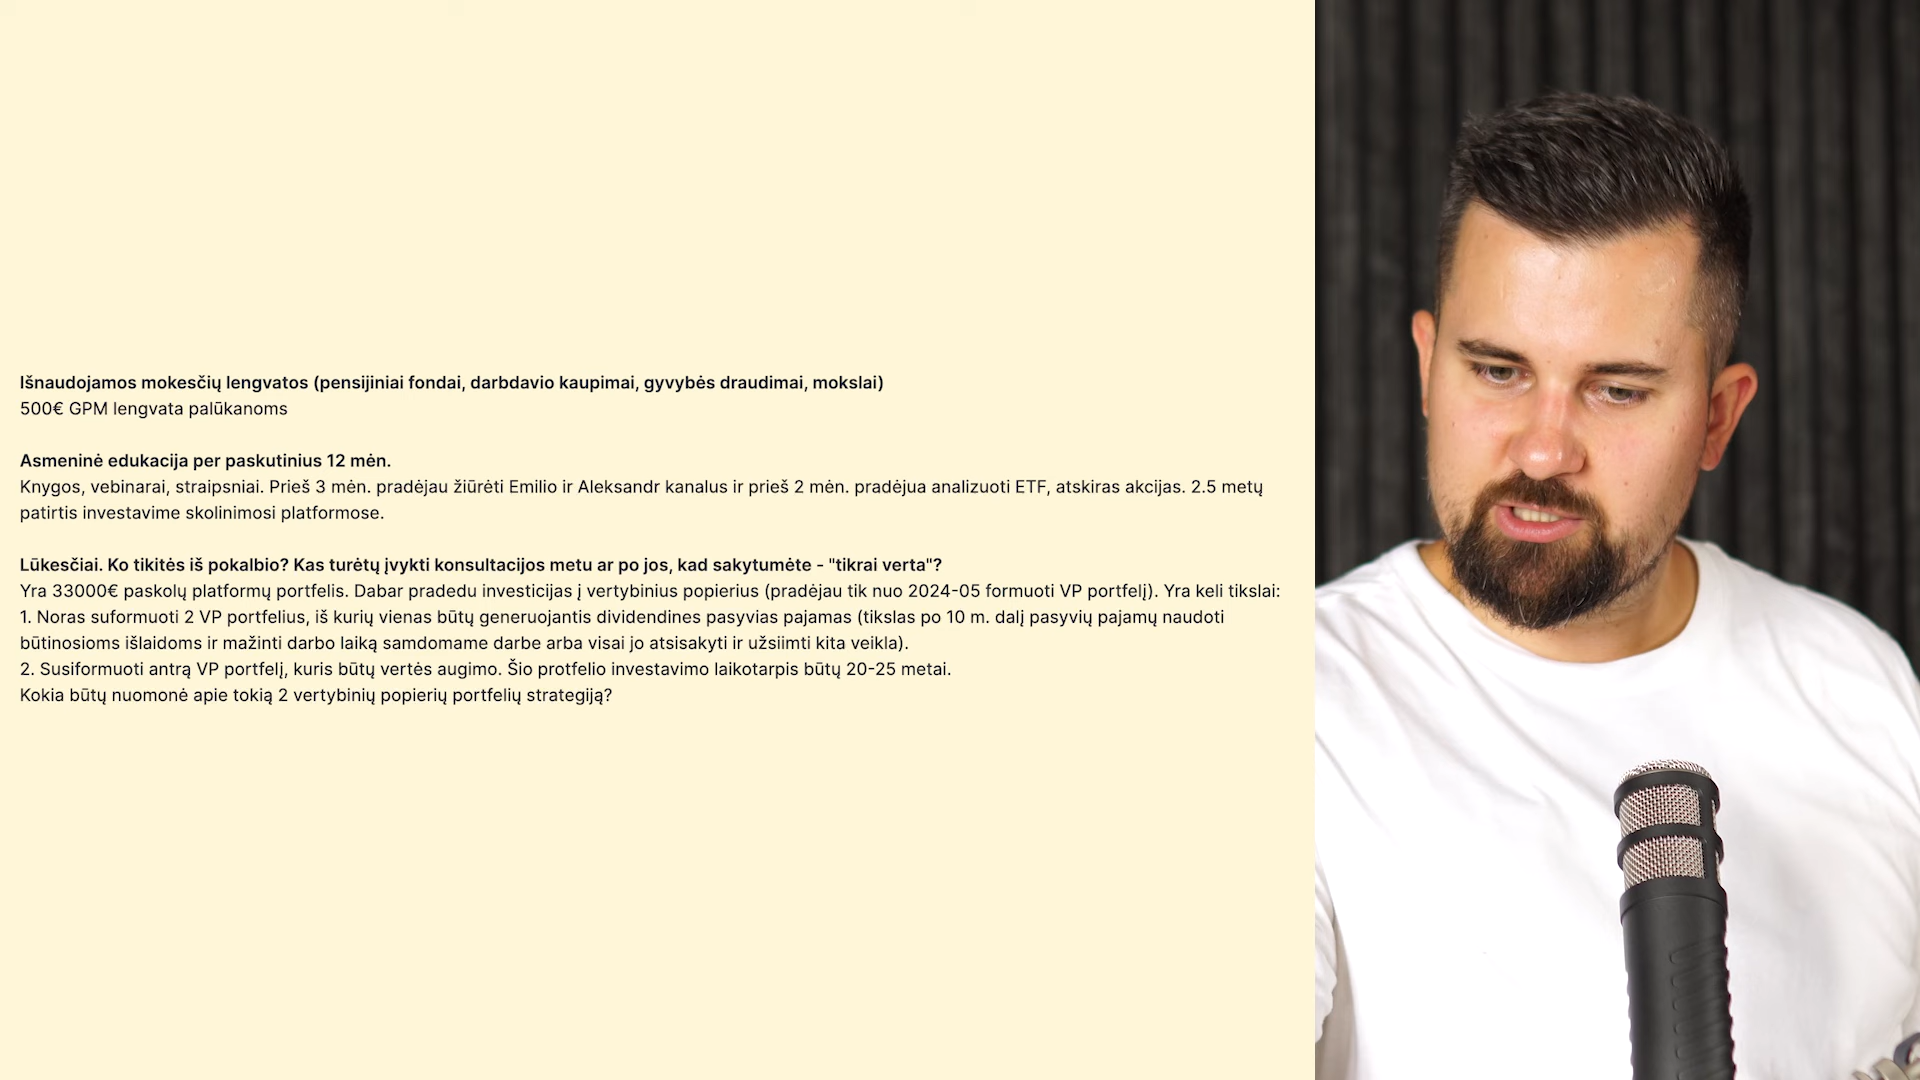 Išnaudojamos mokesčių lengvatos (pensijiniai fondai, darbdavio kaupimai, gyvybės draudimai, mokslai)
500€ GPM lengvata palūkanoms
Asmeninė edukacija per paskutinius 12 mėn.
Knygos, vebinarai, straipsniai. Prieš 3 mėn. pradėjau žiūrėti Emilio ir Aleksandr kanalus ir prieš 2 mėn. pradėjua analizuoti ETF, atskiras akcijas. 2.5 metų
patirtis investavime skolinimosi platformose.
Lūkesčiai. Ko tikitės iš pokalbio? Kas turėtų įvykti konsultacijos metu ar po jos, kad sakytumėte - "tikrai verta"?
Yra 33000€ paskolų platformų portfelis. Dabar pradedu investicijas į vertybinius popierius (pradėjau tik nuo 2024-05 formuoti VP portfelį). Yra keli tikslai:
1. Noras suformuoti 2 VP portfelius, iš kurių vienas būtų generuojantis dividendines pasyvias pajamas (tikslas po 10 m. dalį pasyvių pajamų naudoti
būtinosioms išlaidoms ir mažinti darbo laiką samdomame darbe arba visai jo atsisakyti ir užsiimti kita veikla).
2. Susiformuoti antrą VP portfelį, kuris būtų vertės augimo. Šio protfelio investavimo laikotarpis būtų 20-25 metai.
Kokia būtų nuomonė apie tokią 2 vertybinių popierių portfelių strategiją?